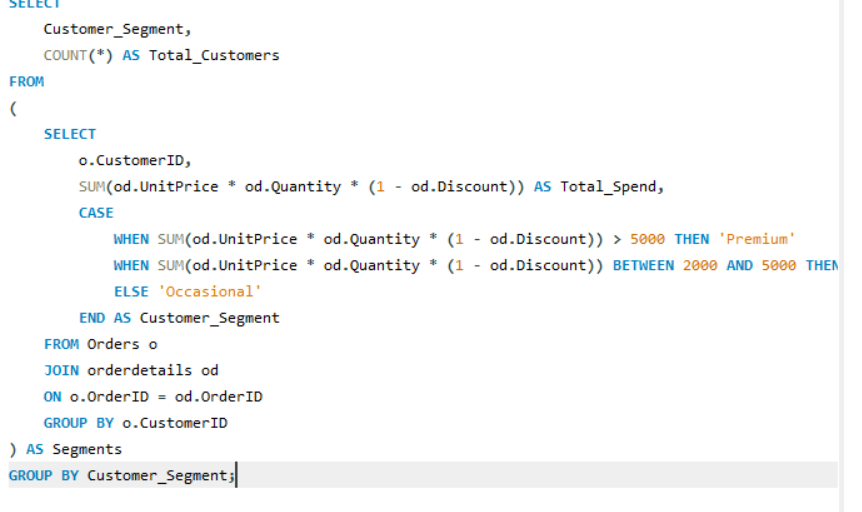 SELECT
Customer_Segment,
COUNT(*) AS Total_Customers
FROM
(
SELECT
o.CustomerID,
SUM(od.UnitPrice * od.Quantity * (1 - od.Discount)) AS Total_Spend,
CASE
WHEN SUM(od.UnitPrice * od.Quantity * (1 - od.Discount)) > 5000 THEN 'Premium'
WHEN SUM(od.UnitPrice * od.Quantity * (1 - od.Discount)) BETWEEN 2000 AND 5000 THEN
ELSE 'Occasional'
END AS Customer_Segment
FROM Orders o
JOIN orderdetails od
ON o.OrderID = od.OrderID
GROUP BY o.CustomerID
) AS Segments
GROUP BY Customer_Segment;